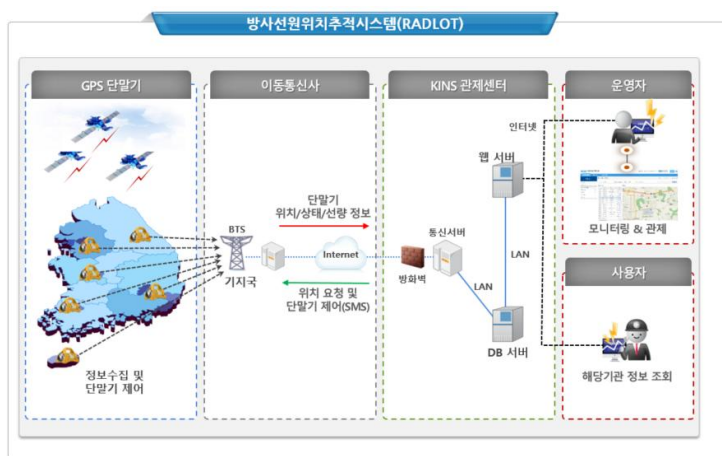 방사선원위치추적시스템(RADLOT)
GPS 단말기
이동통신사
KINS 관제센터
운영자
정보수집 및
단말기 제어
BTS
기지국
단말기
위치/상태/선량 정보
Internet
위치 요청 및
단말기 제어(SMS)
방화벽
통신서버
웹 서버
LAN
LAN
DB 서버
인터넷
모니터링 & 관제
사용자
해당기관 정보 조회